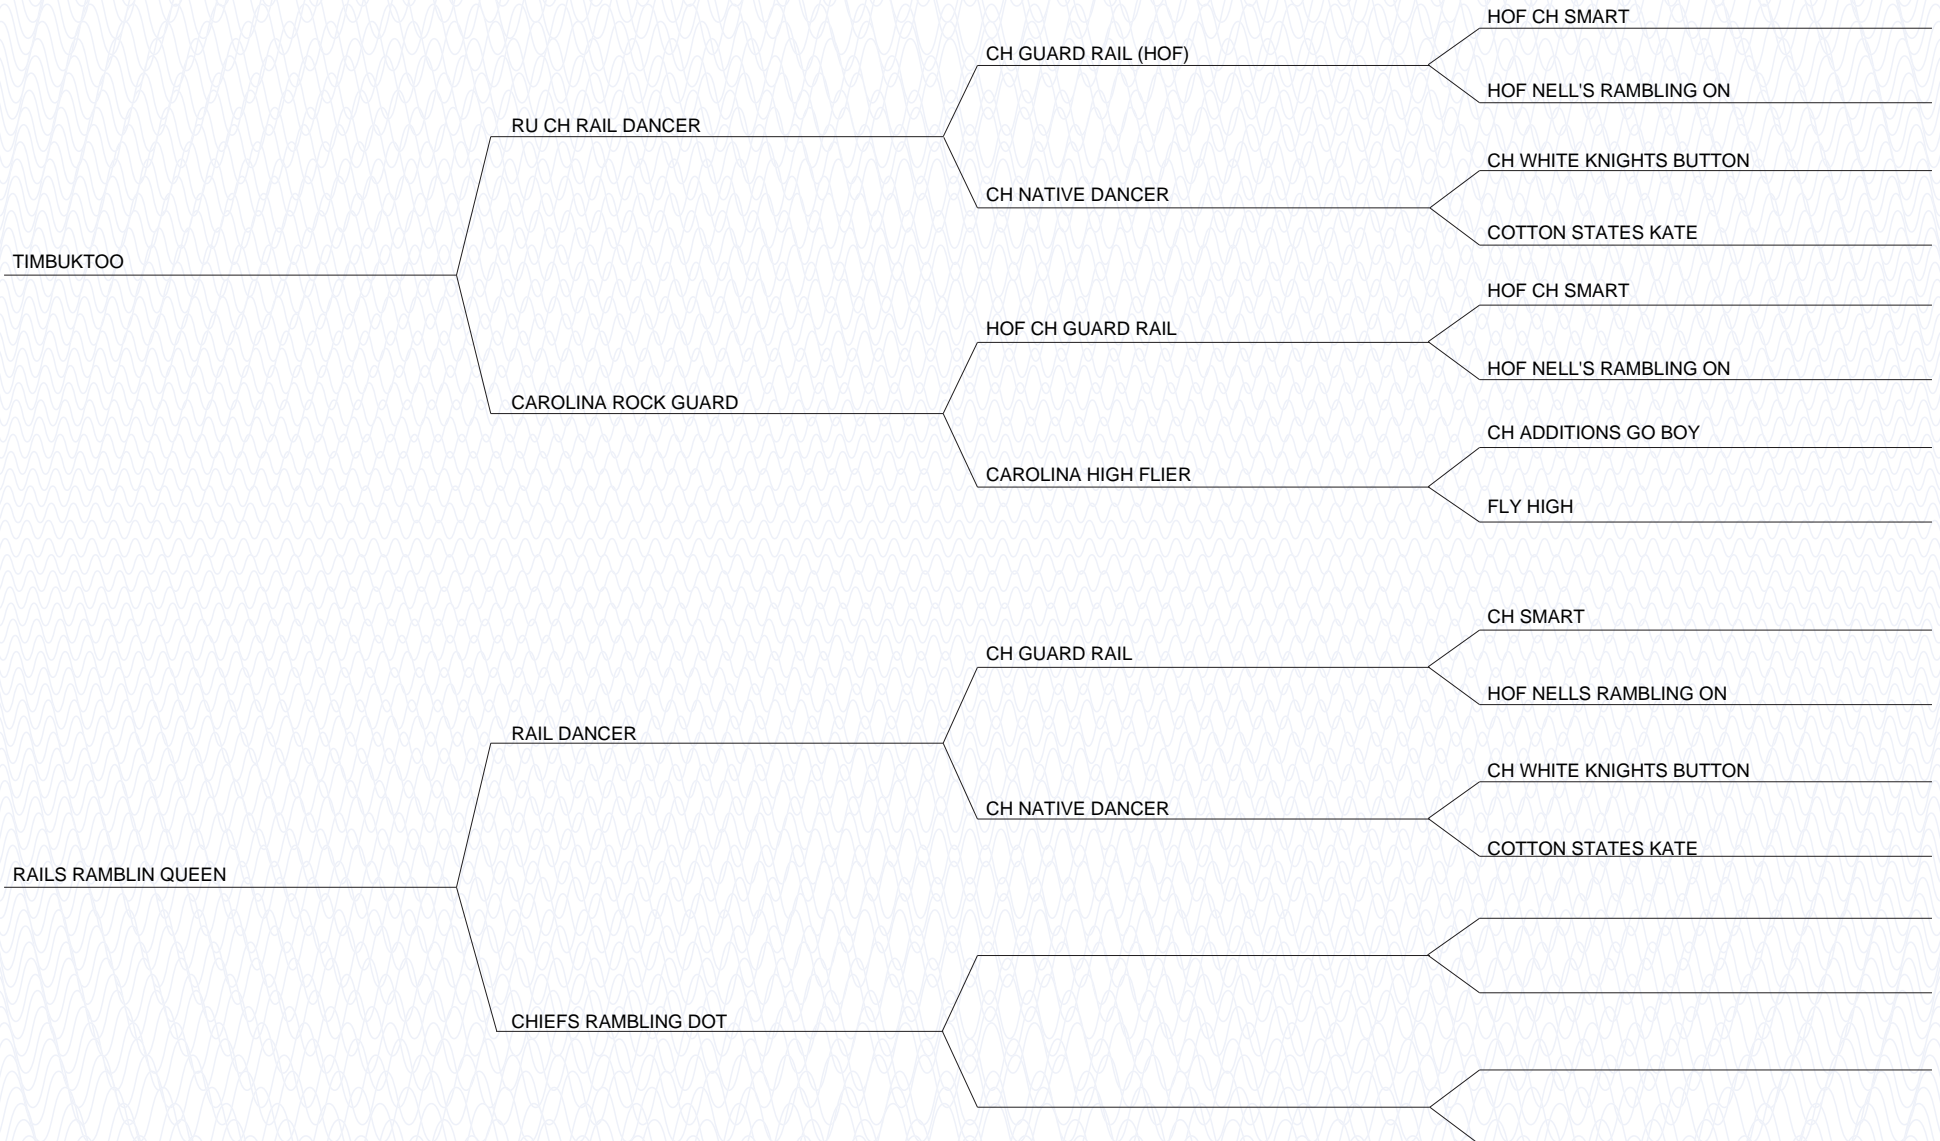 HOF CH SMART
CH GUARD RAIL (HOF)
HOF NELL'S RAMBLING ON
RU CH RAIL DANCER
CH WHITE KNIGHTS BUTTON
CH NATIVE DANCER
COTTON STATES KATE
TIMBUKTOO
HOF CH SMART
HOF CH GUARD RAIL
HOF NELL'S RAMBLING ON
CAROLINA ROCK GUARD
CH ADDITIONS GO BOY
CAROLINA HIGH FLIER
FLY HIGH
CH SMART
CH GUARD RAIL
HOF NELLS RAMBLING ON
RAIL DANCER
CH WHITE KNIGHTS BUTTON
CH NATIVE DANCER
COTTON STATES KATE
RAILS RAMBLIN QUEEN
CHIEFS RAMBLING DOT